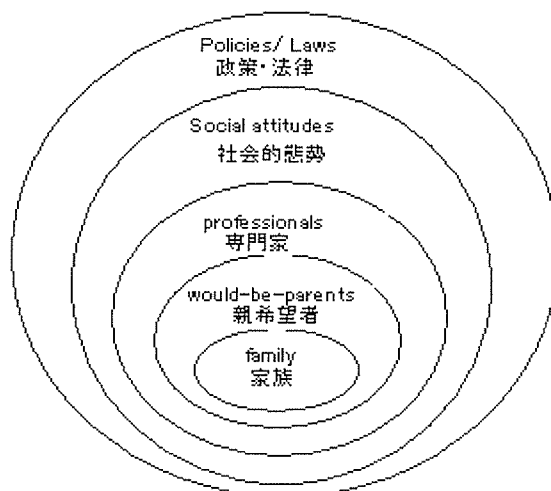 Policies/ Laws
政策・法律
Social attitudes
社会的態勢
professionals
専門家
would-be-parents
親希望者
family
家族